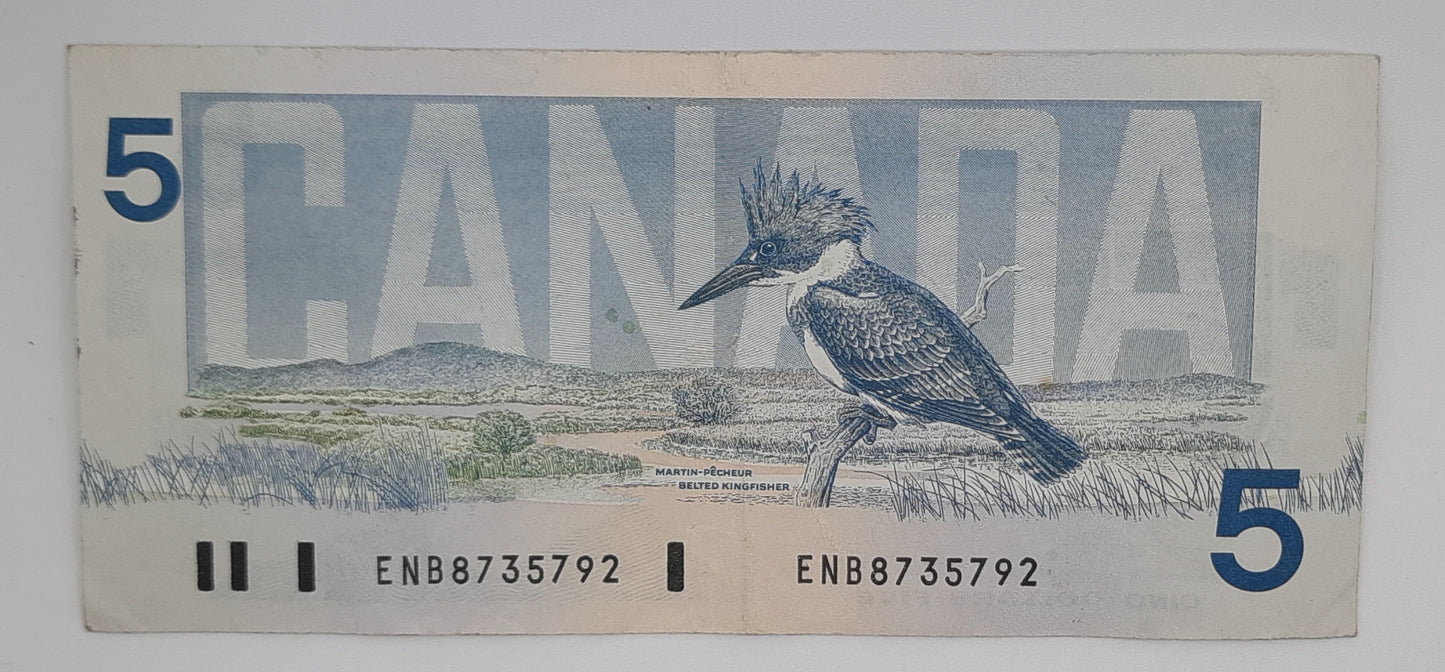 CANADA
5
MARTIN-PÊCHEUR
BELTED KINGFISHER
5
ENB8735792 ENB8735792